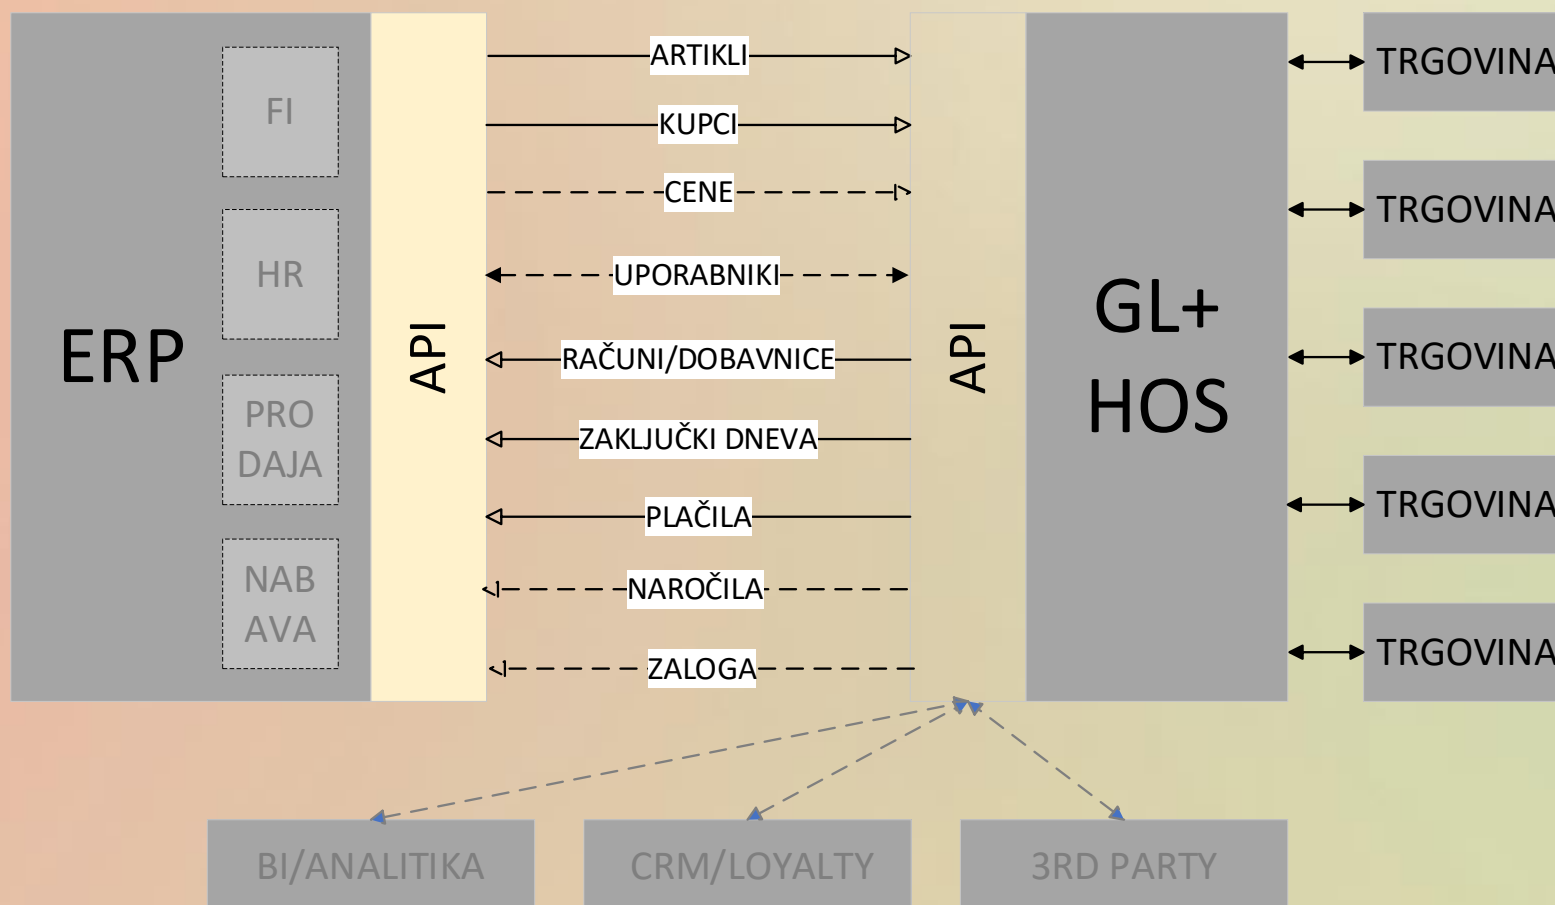 ERP
FI
HR
PRO
DAJA
NAB
AVA
API
ARTIKLI
KUPCI
CENE
UPORABNIKI
RAČUNI/DOBAVNICE
ZAKLJUČKI DNEVA
PLAČILA
NAROČILA
ZALOGA
API
GL+
HOS
TRGOVINA
TRGOVINA
TRGOVINA
TRGOVINA
TRGOVINA
BI/ANALITIKA
CRM/LOYALTY
3RD PARTY